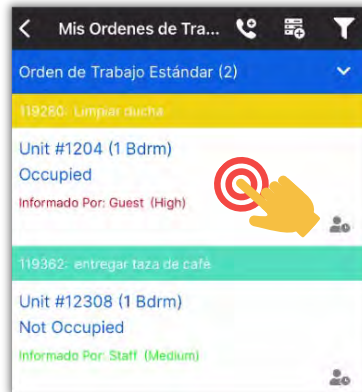 Mis Ordenes de Tra...
Orden de Trabajo Estándar (2)
119280: Limpiar ducha
Unit #1204 (1 Bdrm)
Occupied
Informado Por: Guest (High)
119362: entregar taza de café
Unit #12308 (1 Bdrm)
Not Occupied
Informado Por: Staff (Medium)